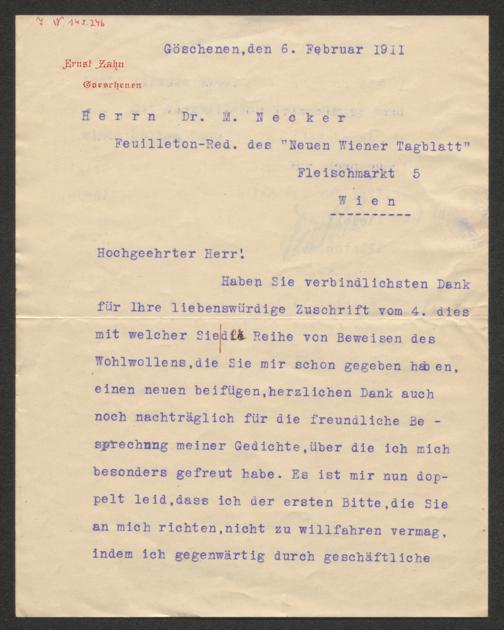 I N 143.246
Göschenen,den 6. Februar 1911
Ernst Zahn
Goeschenen
Herrn Dr. M. Necker
Feuilleton-Red. des "Neuen Wiener Tagblatt"
Fleischmarkt 5
Wien
Hochgeehrter Herr!
Haben Sie verbindlichsten Dank
für Ihre liebenswürdige Zuschrift vom 4. dies
mit welcher Sie der Reihe von Beweisen des
Wohlwollens,die Sie mir schon gegeben haben,
einen neuen beifügen,herzlichen Dank auch
noch nachträglich für die freundliche Be -
sprechung meiner Gedichte,über die ich mich
besonders gefreut habe. Es ist mir nun dop-
pelt leid,dass ich der ersten Bitte,die Sie
an mich richten,nicht zu willfahren vermag,
indem ich gegenwärtig durch geschäftliche